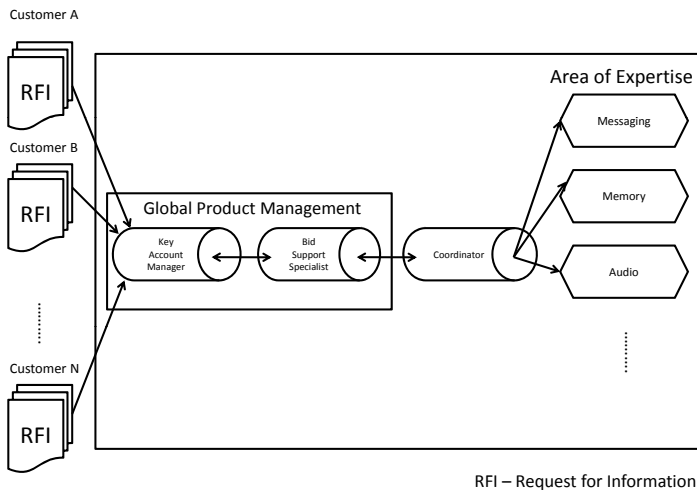 Customer A
RFI
Customer B
RFI
Customer N
RFI
Global Product Management
Key
Account
Manager
Bid
Support
Specialist
Coordinator
Area of Expertise
Messaging
Memory
Audio
RFI – Request for Information